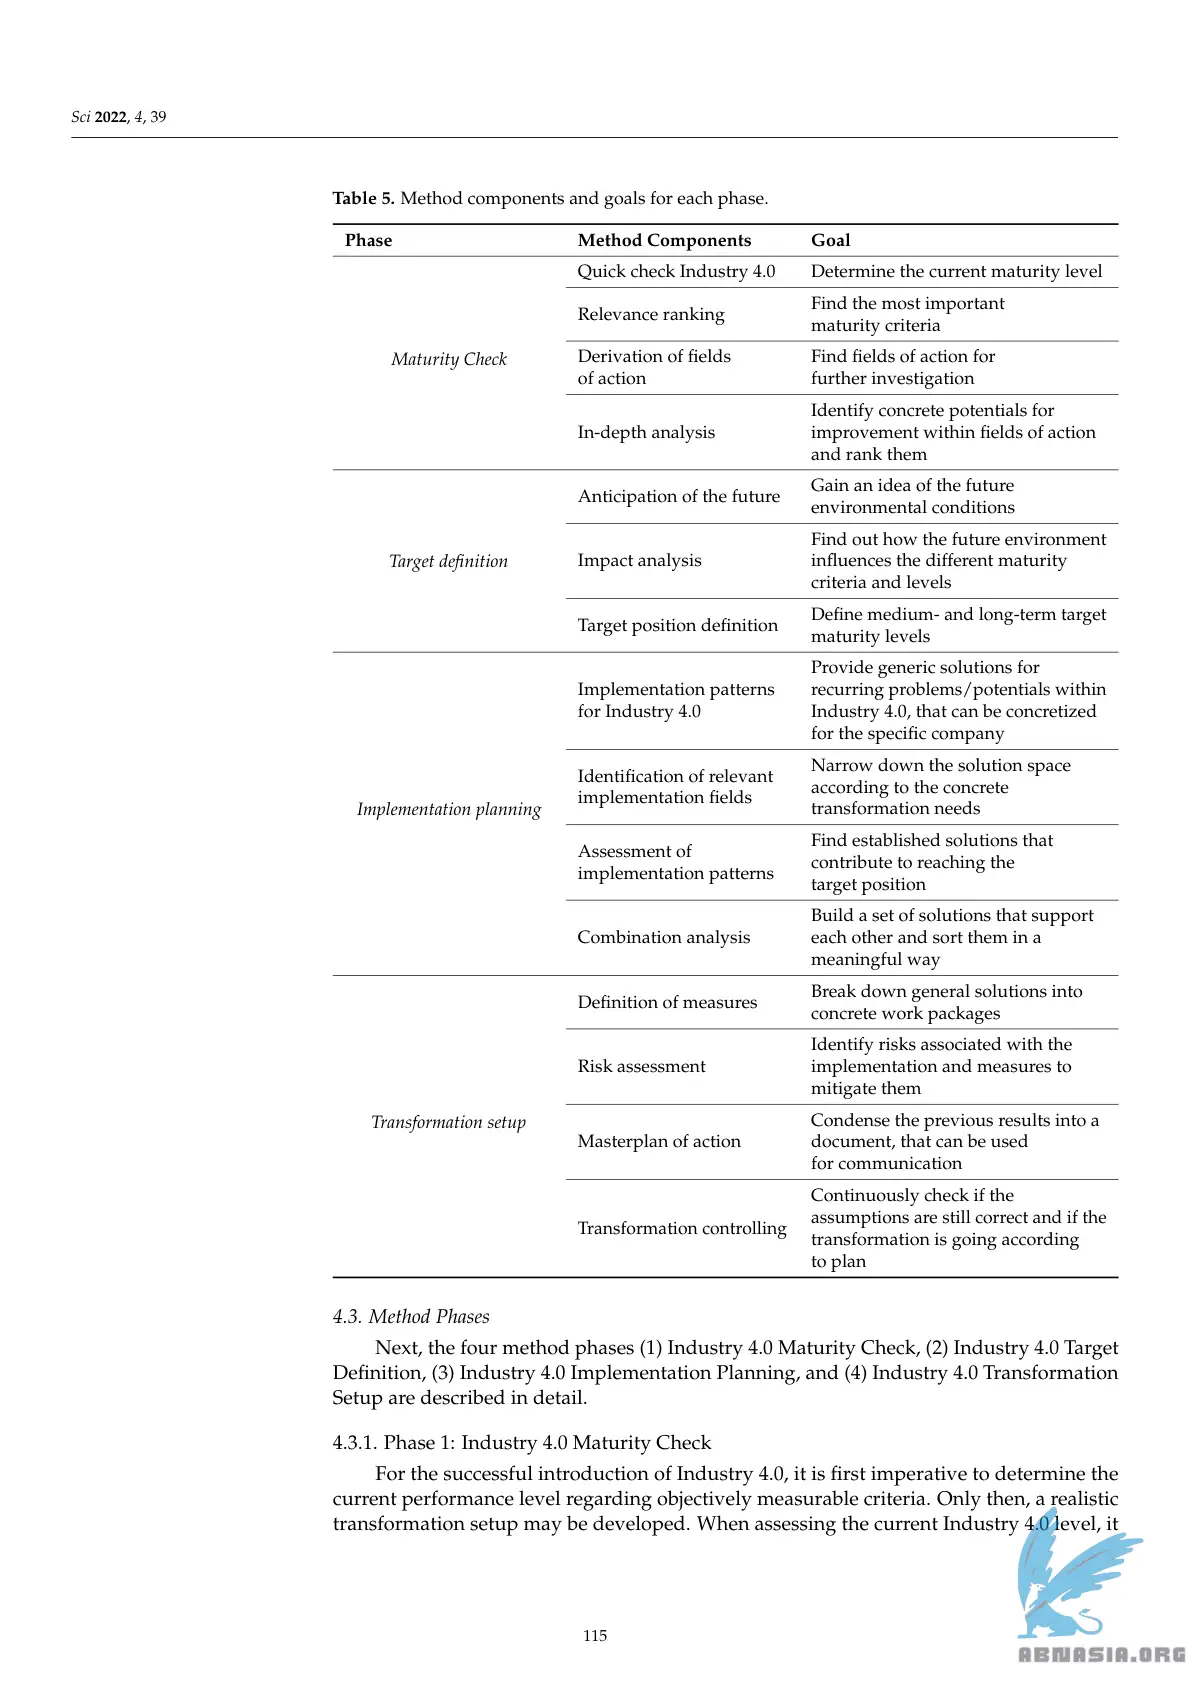 Sci 2022, 4, 39
Table 5. Method components and goals for each phase.
Phase Method Components Goal
Maturity Check
Quick check Industry 4.0 Determine the current maturity level
Relevance ranking
Find the most important
maturity criteria
Derivation of fields
of action
Find fields of action for
further investigation
In-depth analysis
Identify concrete potentials for
improvement within fields of action
and rank them
Target definition
Anticipation of the future
Gain an idea of the future
environmental conditions
Impact analysis
Find out how the future environment
influences the different maturity
criteria and levels
Target position definition
Define medium- and long-term target
maturity levels
Implementation planning
Implementation patterns
for Industry 4.0
Provide generic solutions for
recurring problems/potentials within
Industry 4.0, that can be concretized
for the specific company
Identification of relevant
implementation fields
Narrow down the solution space
according to the concrete
transformation needs
Assessment of
implementation patterns
Find established solutions that
contribute to reaching the
target position
Combination analysis
Build a set of solutions that support
each other and sort them in a
meaningful way
Transformation setup
Definition of measures
Break down general solutions into
concrete work packages
Risk assessment
Identify risks associated with the
implementation and measures to
mitigate them
Masterplan of action
Condense the previous results into a
document, that can be used
for communication
Transformation controlling
Continuously check if the
assumptions are still correct and if the
transformation is going according
to plan
4.3. Method Phases
Next, the four method phases (1) Industry 4.0 Maturity Check, (2) Industry 4.0 Target
Definition, (3) Industry 4.0 Implementation Planning, and (4) Industry 4.0 Transformation
Setup are described in detail.
4.3.1. Phase 1: Industry 4.0 Maturity Check
For the successful introduction of Industry 4.0, it is first imperative to determine the
current performance level regarding objectively measurable criteria. Only then, a realistic
transformation setup may be developed. When assessing the current Industry 4.0 level, it
115
ABNASIA.ORG